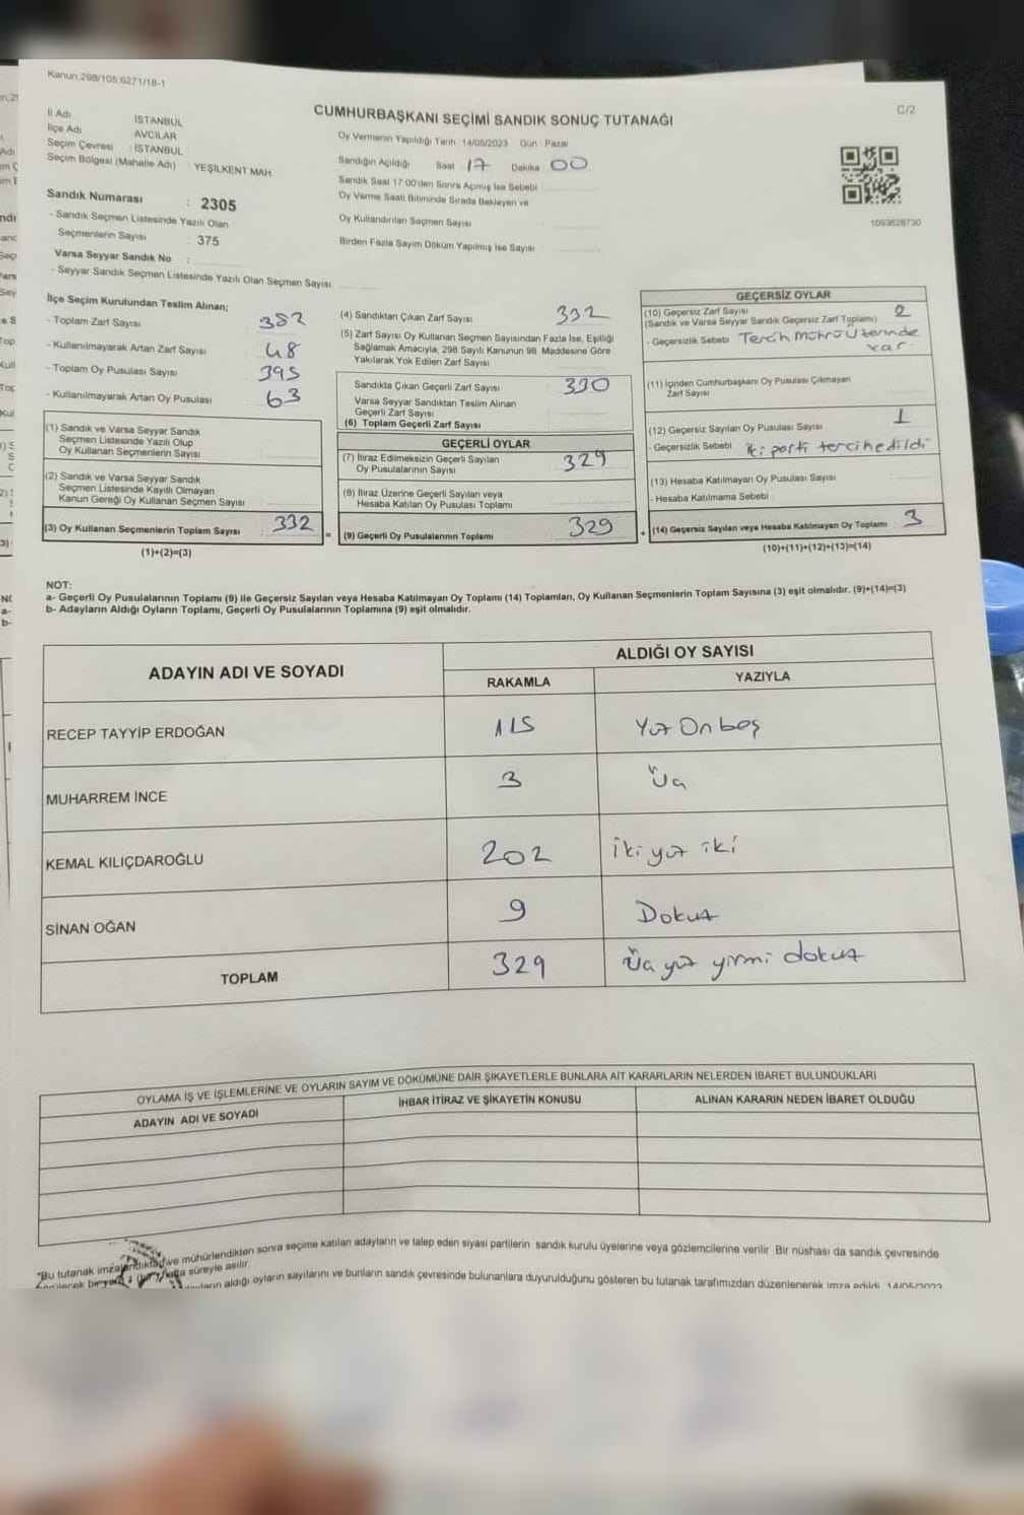 Kanun:298/105:6271/18-1
CUMHURBAŞKANI SEÇİMİ SANDIK SONUÇ TUTANAĞI
C/2
İl Adı : İSTANBUL
İlçe Adı : AVCILAR
Seçim Çevresi : İSTANBUL
Seçim Bölgesi (Mahalle Adı) : YEŞİLKENT MAH.
Sandık Numarası : 2305
- Sandık Seçmen Listesinde Yazılı Olan
Seçmenlerin Sayısı : 375
Varsa Seyyar Sandık No :
- Seyyar Sandık Seçmen Listesinde Yazılı Olan Seçmen Sayısı
Oy Vermenin Yapıldığı Tarih : 14/05/2023 Gün : Pazar
Sandığın Açıldığı Saat 17 Dakika 00
Sandık Saat 17:00'den Sonra Açılmış İse Sebebi
Oy Verme Saati Bitiminde Sırada Bekleyen ve
Oy Kullandırılan Seçmen Sayısı
Birden Fazla Sayım Döküm Yapılmış İse Sayısı
1093828730
İlçe Seçim Kurulundan Teslim Alınan;
- Toplam Zarf Sayısı 382
- Kullanılmayarak Artan Zarf Sayısı 48
- Toplam Oy Pusulası Sayısı 395
- Kullanılmayarak Artan Oy Pusulası 63
(1) Sandık ve Varsa Seyyar Sandık
Seçmen Listesinde Yazılı Olup
Oy Kullanan Seçmenlerin Sayısı
(2) Sandık ve Varsa Seyyar Sandık
Seçmen Listesinde Kayıtlı Olmayan
Kanun Gereği Oy Kullanan Seçmen Sayısı
(3) Oy Kullanan Seçmenlerin Toplam Sayısı 332
(1)+(2)=(3)
(4) Sandıktan Çıkan Zarf Sayısı 332
(5) Zarf Sayısı Oy Kullanan Seçmen Sayısından Fazla İse, Eşitliği
Sağlamak Amacıyla, 298 Sayılı Kanunun 98. Maddesine Göre
Yakılarak Yok Edilen Zarf Sayısı
Sandıkta Çıkan Geçerli Zarf Sayısı 330
Varsa Seyyar Sandıktan Teslim Alınan
Geçerli Zarf Sayısı
(6) Toplam Geçerli Zarf Sayısı
GEÇERLİ OYLAR
(7) İtiraz Edilmeksizin Geçerli Sayılan
Oy Pusulalarının Sayısı 329
(8) İtiraz Üzerine Geçerli Sayılan veya
Hesaba Katılan Oy Pusulası Toplamı
(9) Geçerli Oy Pusulalarının Toplamı 329
GEÇERSİZ OYLAR
(10) Geçersiz Zarf Sayısı 2
(Sandık ve Varsa Seyyar Sandık Geçersiz Zarf Toplamı)
- Geçersizlik Sebebi Tercih Mührü Üzerinde
var
(11) İçinden Cumhurbaşkanı Oy Pusulası Çıkmayan
Zarf Sayısı
(12) Geçersiz Sayılan Oy Pusulası Sayısı 1
- Geçersizlik Sebebi iki parti tercih edildi
(13) Hesaba Katılmayan Oy Pusulası Sayısı
- Hesaba Katılmama Sebebi
(14) Geçersiz Sayılan veya Hesaba Katılmayan Oy Toplamı 3
(10)+(11)+(12)+(13)=(14)
NOT:
a- Geçerli Oy Pusulalarının Toplamı (9) ile Geçersiz Sayılan veya Hesaba Katılmayan Oy Toplamı (14) Toplamları, Oy Kullanan Seçmenlerin Toplam Sayısına (3) eşit olmalıdır. (9)+(14)=(3)
b- Adayların Aldığı Oyların Toplamı, Geçerli Oy Pusulalarının Toplamına (9) eşit olmalıdır.
ADAYIN ADI VE SOYADI
ALDIĞI OY SAYISI
RAKAMLA YAZIYLA
RECEP TAYYİP ERDOĞAN 115 Yüz On beş
MUHARREM İNCE 3 Üç
KEMAL KILIÇDAROĞLU 202 İki yüz iki
SİNAN OĞAN 9 Dokuz
TOPLAM 329 Üç yüz yirmi dokuz
OYLAMA İŞ VE İŞLEMLERİNE VE OYLARIN SAYIM VE DÖKÜMÜNE DAİR ŞİKAYETLERLE BUNLARA AİT KARARLARIN NELERDEN İBARET BULUNDUKLARI
ADAYIN ADI VE SOYADI İHBAR İTİRAZ VE ŞİKAYETİN KONUSU ALINAN KARARIN NEDEN İBARET OLDUĞU
*Bu tutanak imzalandıktan ve mühürlendikten sonra seçime katılan adayların ve talep eden siyasi partilerin sandık kurulu üyelerine veya gözlemcilerine verilir. Bir nüshası da sandık çevresinde
süreyle asılır.
aldığı oyların sayılarını ve bunların sandık çevresinde bulunanlara duyurulduğunu gösteren bu tutanak tarafımızdan düzenlenerek imza edildi. 14/05/2023